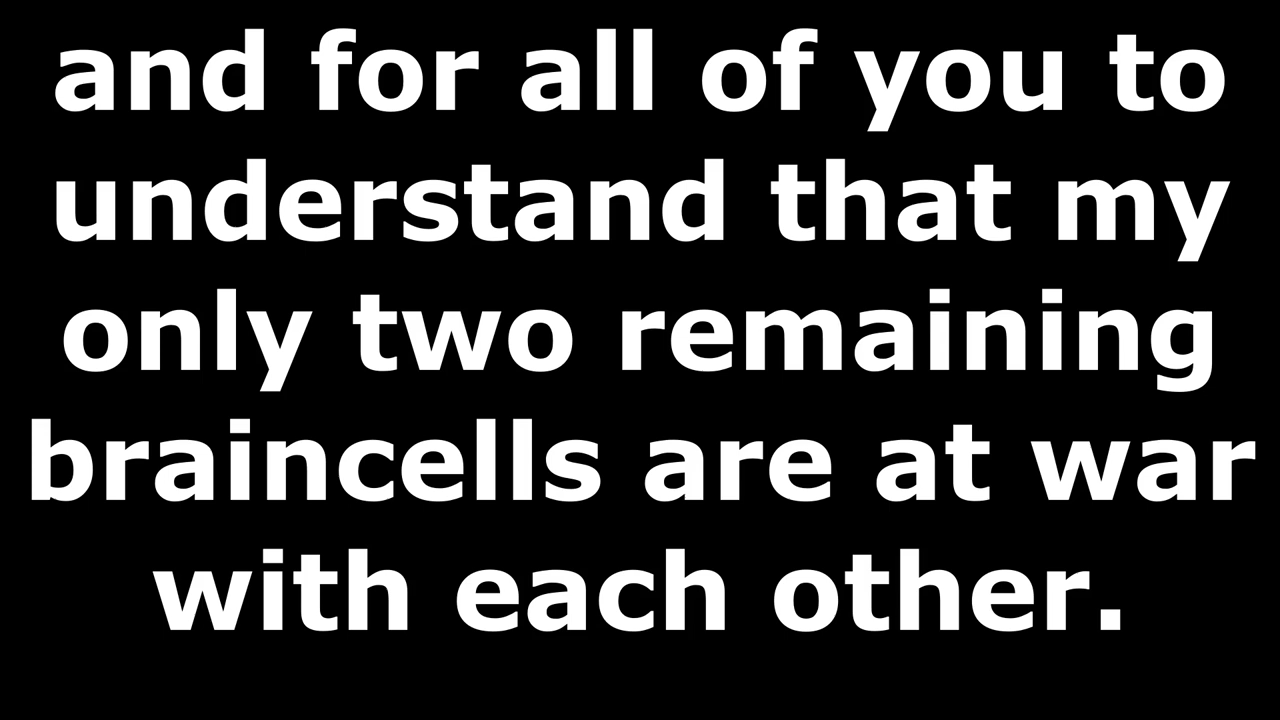 and for all of you to
understand that my
only two remaining
braincells are at war
with each other.